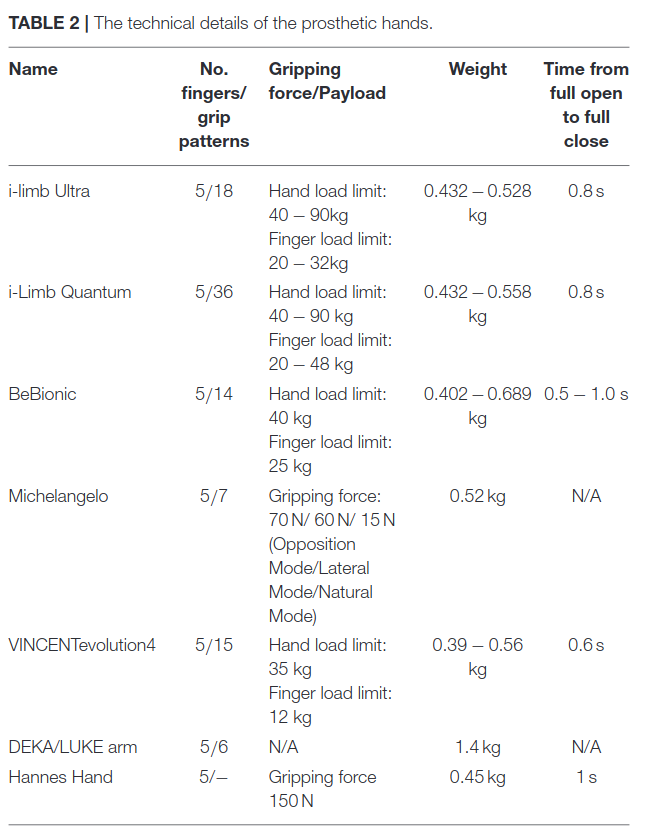 TABLE 2 | The technical details of the prosthetic hands.
Name No. Gripping Weight Time from
fingers/ force/Payload full open
grip to full
patterns close
i-limb Ultra 5/18 Hand load limit: 0.432 – 0.528 0.8 s
40 – 90kg kg
Finger load limit:
20 – 32kg
i-Limb Quantum 5/36 Hand load limit: 0.432 – 0.558 0.8 s
40 – 90 kg kg
Finger load limit:
20 – 48 kg
BeBionic 5/14 Hand load limit: 0.402 – 0.689 0.5 – 1.0 s
40 kg kg
Finger load limit:
25 kg
Michelangelo 5/7 Gripping force: 0.52 kg N/A
70 N/ 60 N/ 15 N
(Opposition
Mode/Lateral
Mode/Natural
Mode)
VINCENTevolution4 5/15 Hand load limit: 0.39 – 0.56 0.6 s
35 kg kg
Finger load limit:
12 kg
DEKA/LUKE arm 5/6 N/A 1.4 kg N/A
Hannes Hand 5/– Gripping force 0.45 kg 1 s
150 N